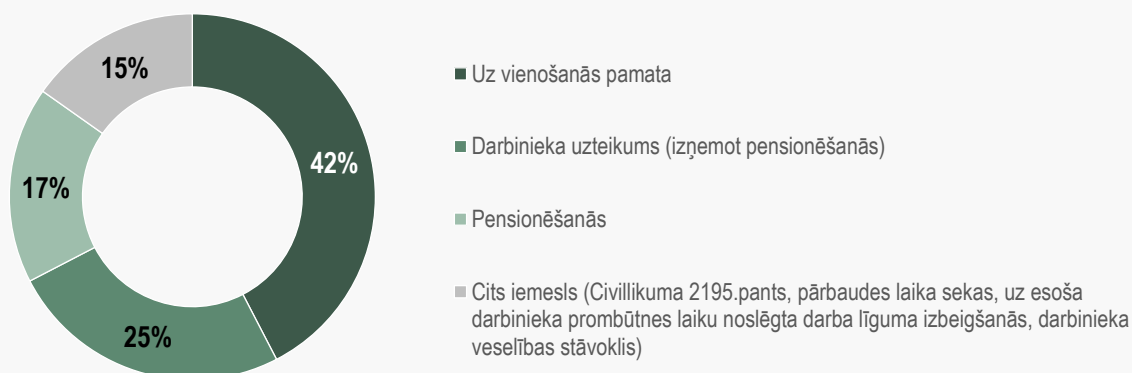 15%
42%
17%
25%
Uz vienošanās pamata
Darbinieka uzteikums (izņemot pensionēšanās)
Pensionēšanās
Cits iemesls (Civillikuma 2195.pants, pārbaudes laika sekas, uz esoša
darbinieka prombūtnes laiku noslēgta darba līguma izbeigšanās, darbinieka
veselības stāvoklis)